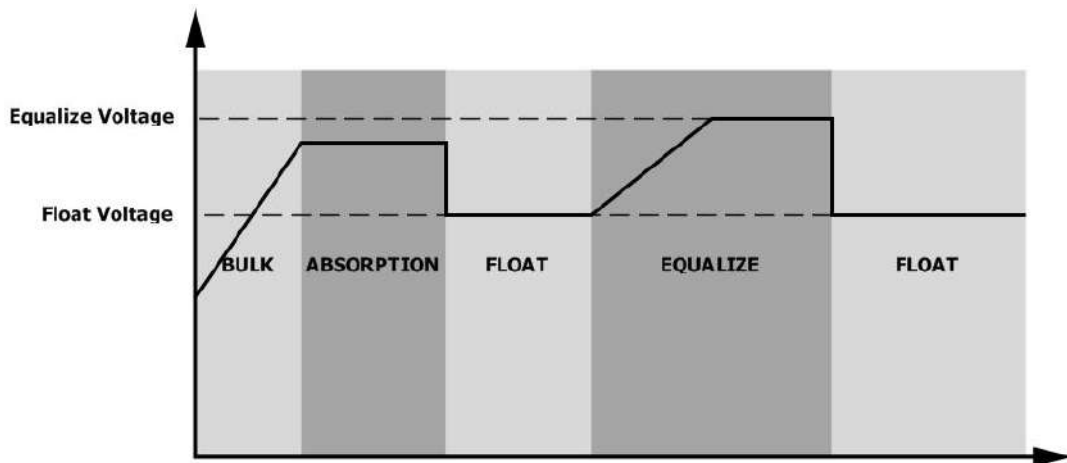 Equalize Voltage
Float Voltage
BULK ABSORPTION FLOAT EQUALIZE FLOAT